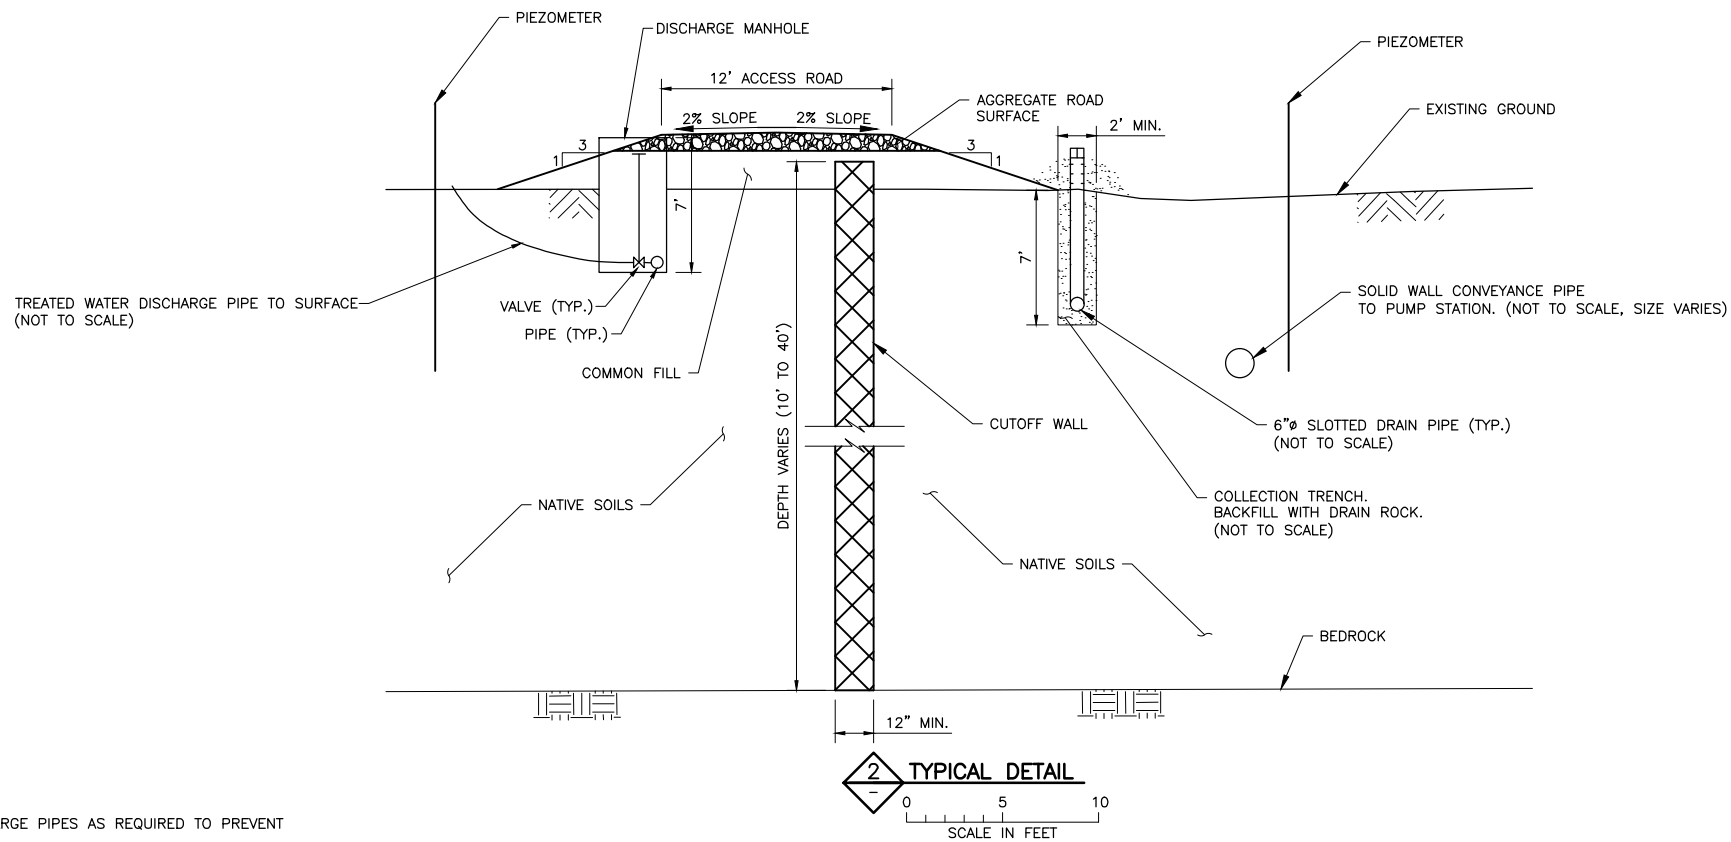 PIEZOMETER
DISCHARGE MANHOLE
PIEZOMETER
12' ACCESS ROAD
AGGREGATE ROAD
SURFACE
EXISTING GROUND
2% SLOPE
2% SLOPE
2' MIN.
3
1
3
1
7'
7'
TREATED WATER DISCHARGE PIPE TO SURFACE
(NOT TO SCALE)
VALVE (TYP.)
PIPE (TYP.)
SOLID WALL CONVEYANCE PIPE
TO PUMP STATION. (NOT TO SCALE, SIZE VARIES)
COMMON FILL
DEPTH VARIES (10' TO 40')
CUTOFF WALL
6"ø SLOTTED DRAIN PIPE (TYP.)
(NOT TO SCALE)
NATIVE SOILS
COLLECTION TRENCH.
BACKFILL WITH DRAIN ROCK.
(NOT TO SCALE)
NATIVE SOILS
BEDROCK
12" MIN.
2
-
TYPICAL DETAIL
0 5 10
SCALE IN FEET
RGE PIPES AS REQUIRED TO PREVENT